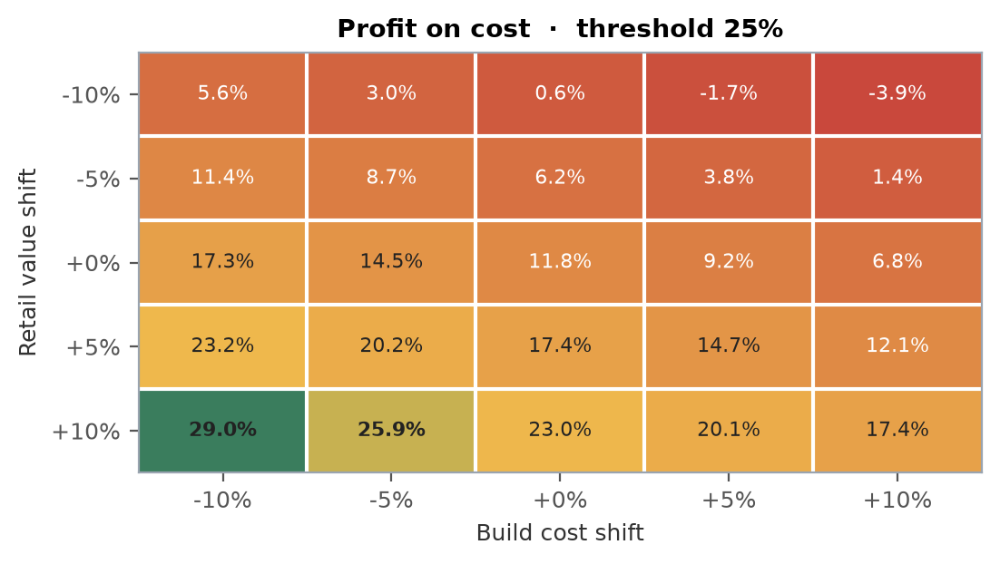 Profit on cost · threshold 25%
Retail value shift
-10% 5.6% 3.0% 0.6% -1.7% -3.9%
-5% 11.4% 8.7% 6.2% 3.8% 1.4%
+0% 17.3% 14.5% 11.8% 9.2% 6.8%
+5% 23.2% 20.2% 17.4% 14.7% 12.1%
+10% 29.0% 25.9% 23.0% 20.1% 17.4%
-10% -5% +0% +5% +10%
Build cost shift